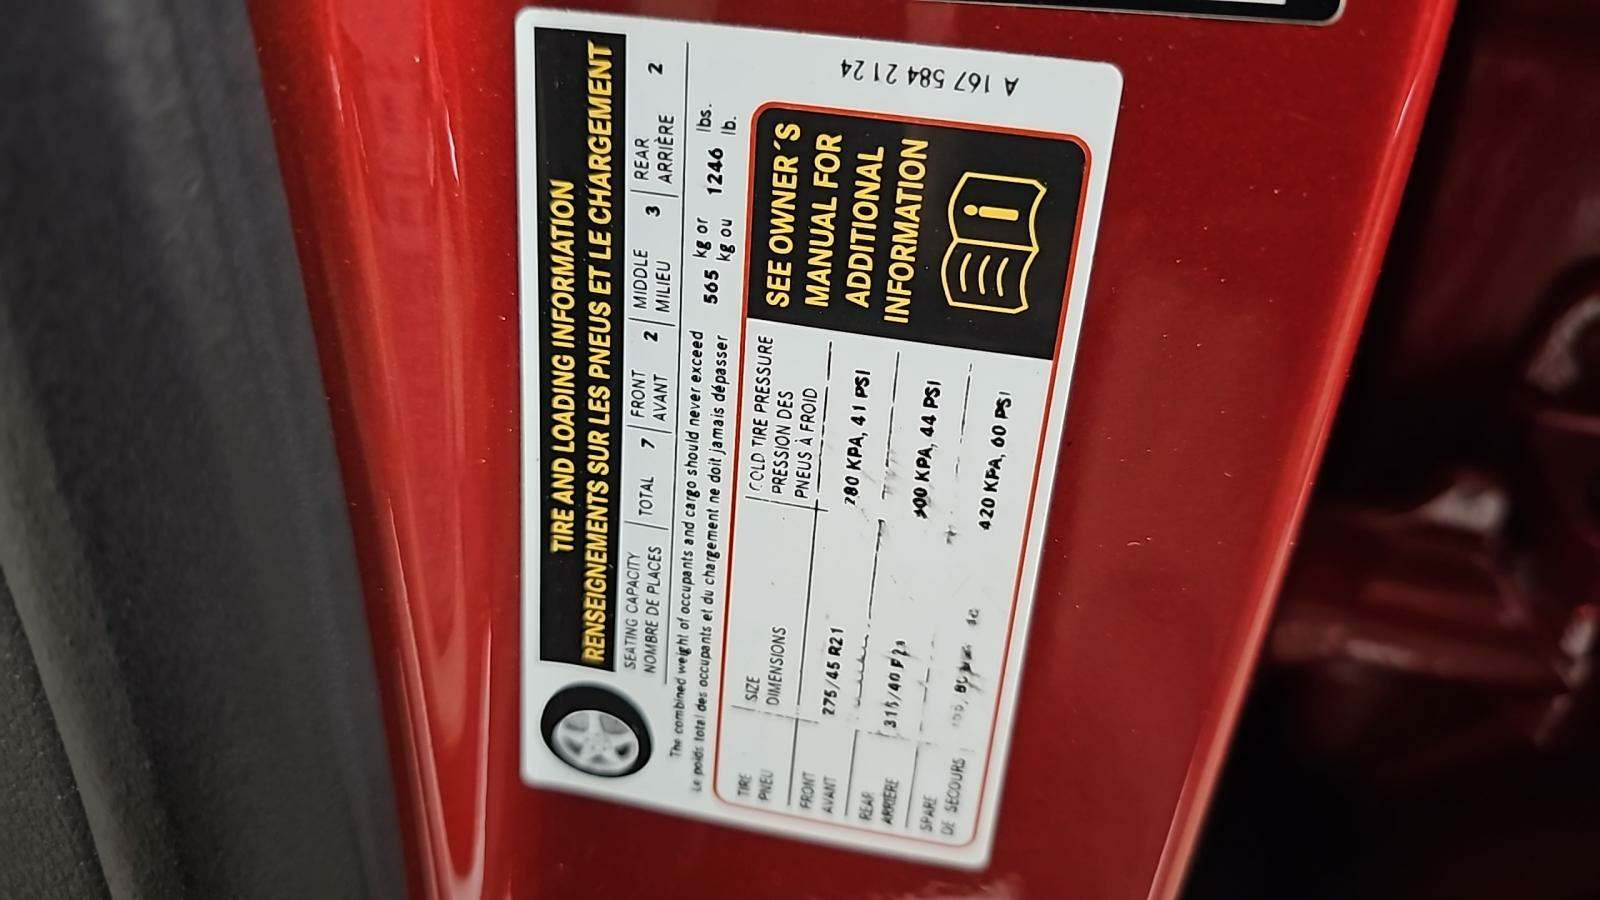 TIRE AND LOADING INFORMATION
RENSEIGNEMENTS SUR LES PNEUS ET LE CHARGEMENT
SEATING CAPACITY
NOMBRE DE PLACES
TOTAL 7
FRONT
AVANT 2
MIDDLE
MILIEU 3
REAR
ARRIÈRE 2
The combined weight of occupants and cargo should never exceed 565 kg or 1246 lbs.
Le poids total des occupants et du chargement ne doit jamais dépasser kg ou lb.
TIRE SIZE COLD TIRE PRESSURE
PNEU DIMENSIONS PRESSION DES
PNEUS À FROID
FRONT
AVANT 275/45 R21 280 KPA, 41 PSI
REAR
ARRIÈRE 315/40 R21 300 KPA, 44 PSI
SPARE
DE SECOURS 420 KPA, 60 PSI
SEE OWNER'S
MANUAL FOR
ADDITIONAL
INFORMATION
i
A 167 584 21 24